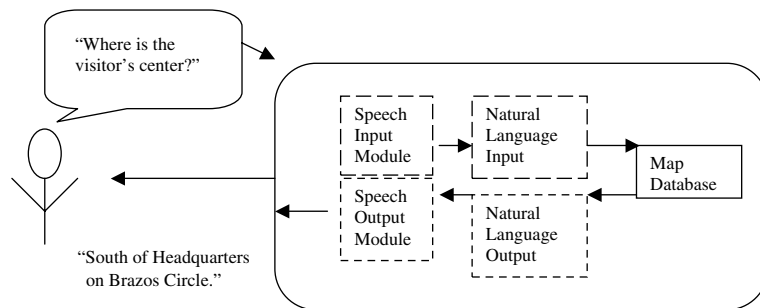 “Where is the
visitor’s center?”
Speech
Input
Module
Natural
Language
Input
Map
Database
Speech
Output
Module
Natural
Language
Output
“South of Headquarters
on Brazos Circle.”